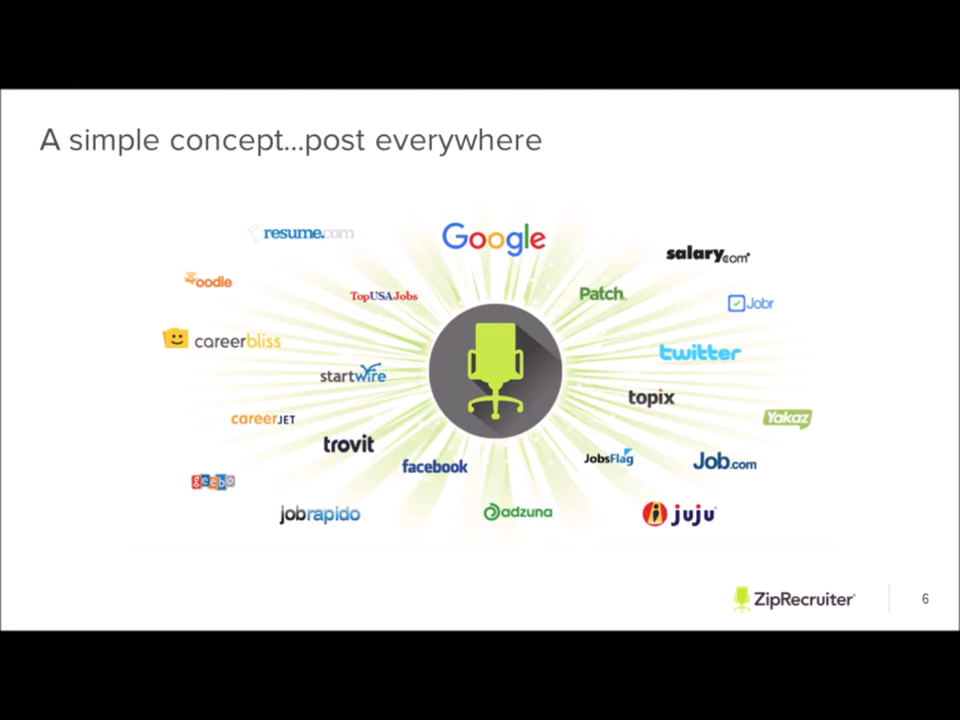 A simple concept...post everywhere
resume.com
Google
salary.com
oodle
TopUSAJobs
Patch
Jobr
careerbliss
twitter
startwire
topix
careerJET
Yakaz
trovit
facebook
JobsFlag
Job.com
geebo
jobrapido
adzuna
juju
ZipRecruiter
6